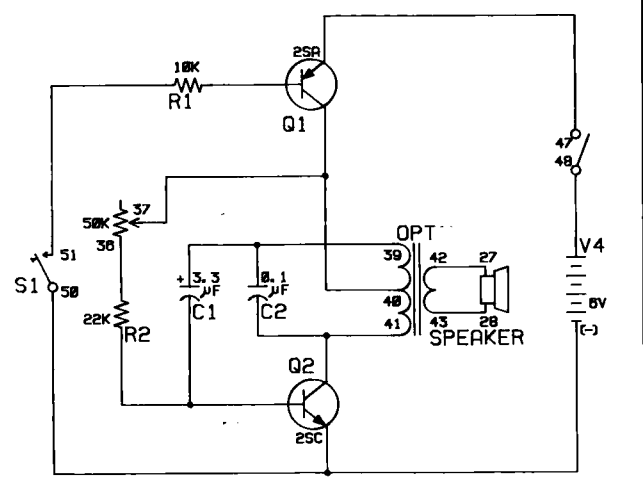 2SA
10K
R1
Q1
47
48
50K
37
36
OPT
S1
51
50
39
42
27
V4
+ 3.3
µF
C1
0.1
µF
C2
40
6V
22K
R2
41
43
28
(-)
SPEAKER
Q2
2SC